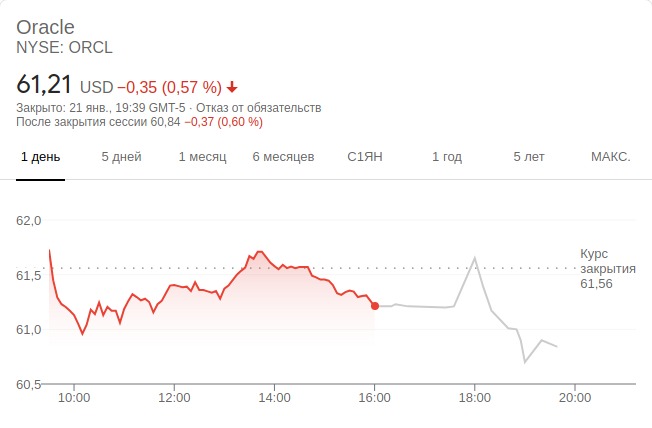 Oracle
NYSE: ORCL
61,21 USD −0,35 (0,57 %)
Закрыто: 21 янв., 19:39 GMT-5 · Отказ от обязательств
После закрытия сессии 60,84 −0,37 (0,60 %)
1 день 5 дней 1 месяц 6 месяцев С1ЯН 1 год 5 лет МАКС.
62,0
Курс
закрытия
61,56
61,5
61,0
60,5
10:00 12:00 14:00 16:00 18:00 20:00